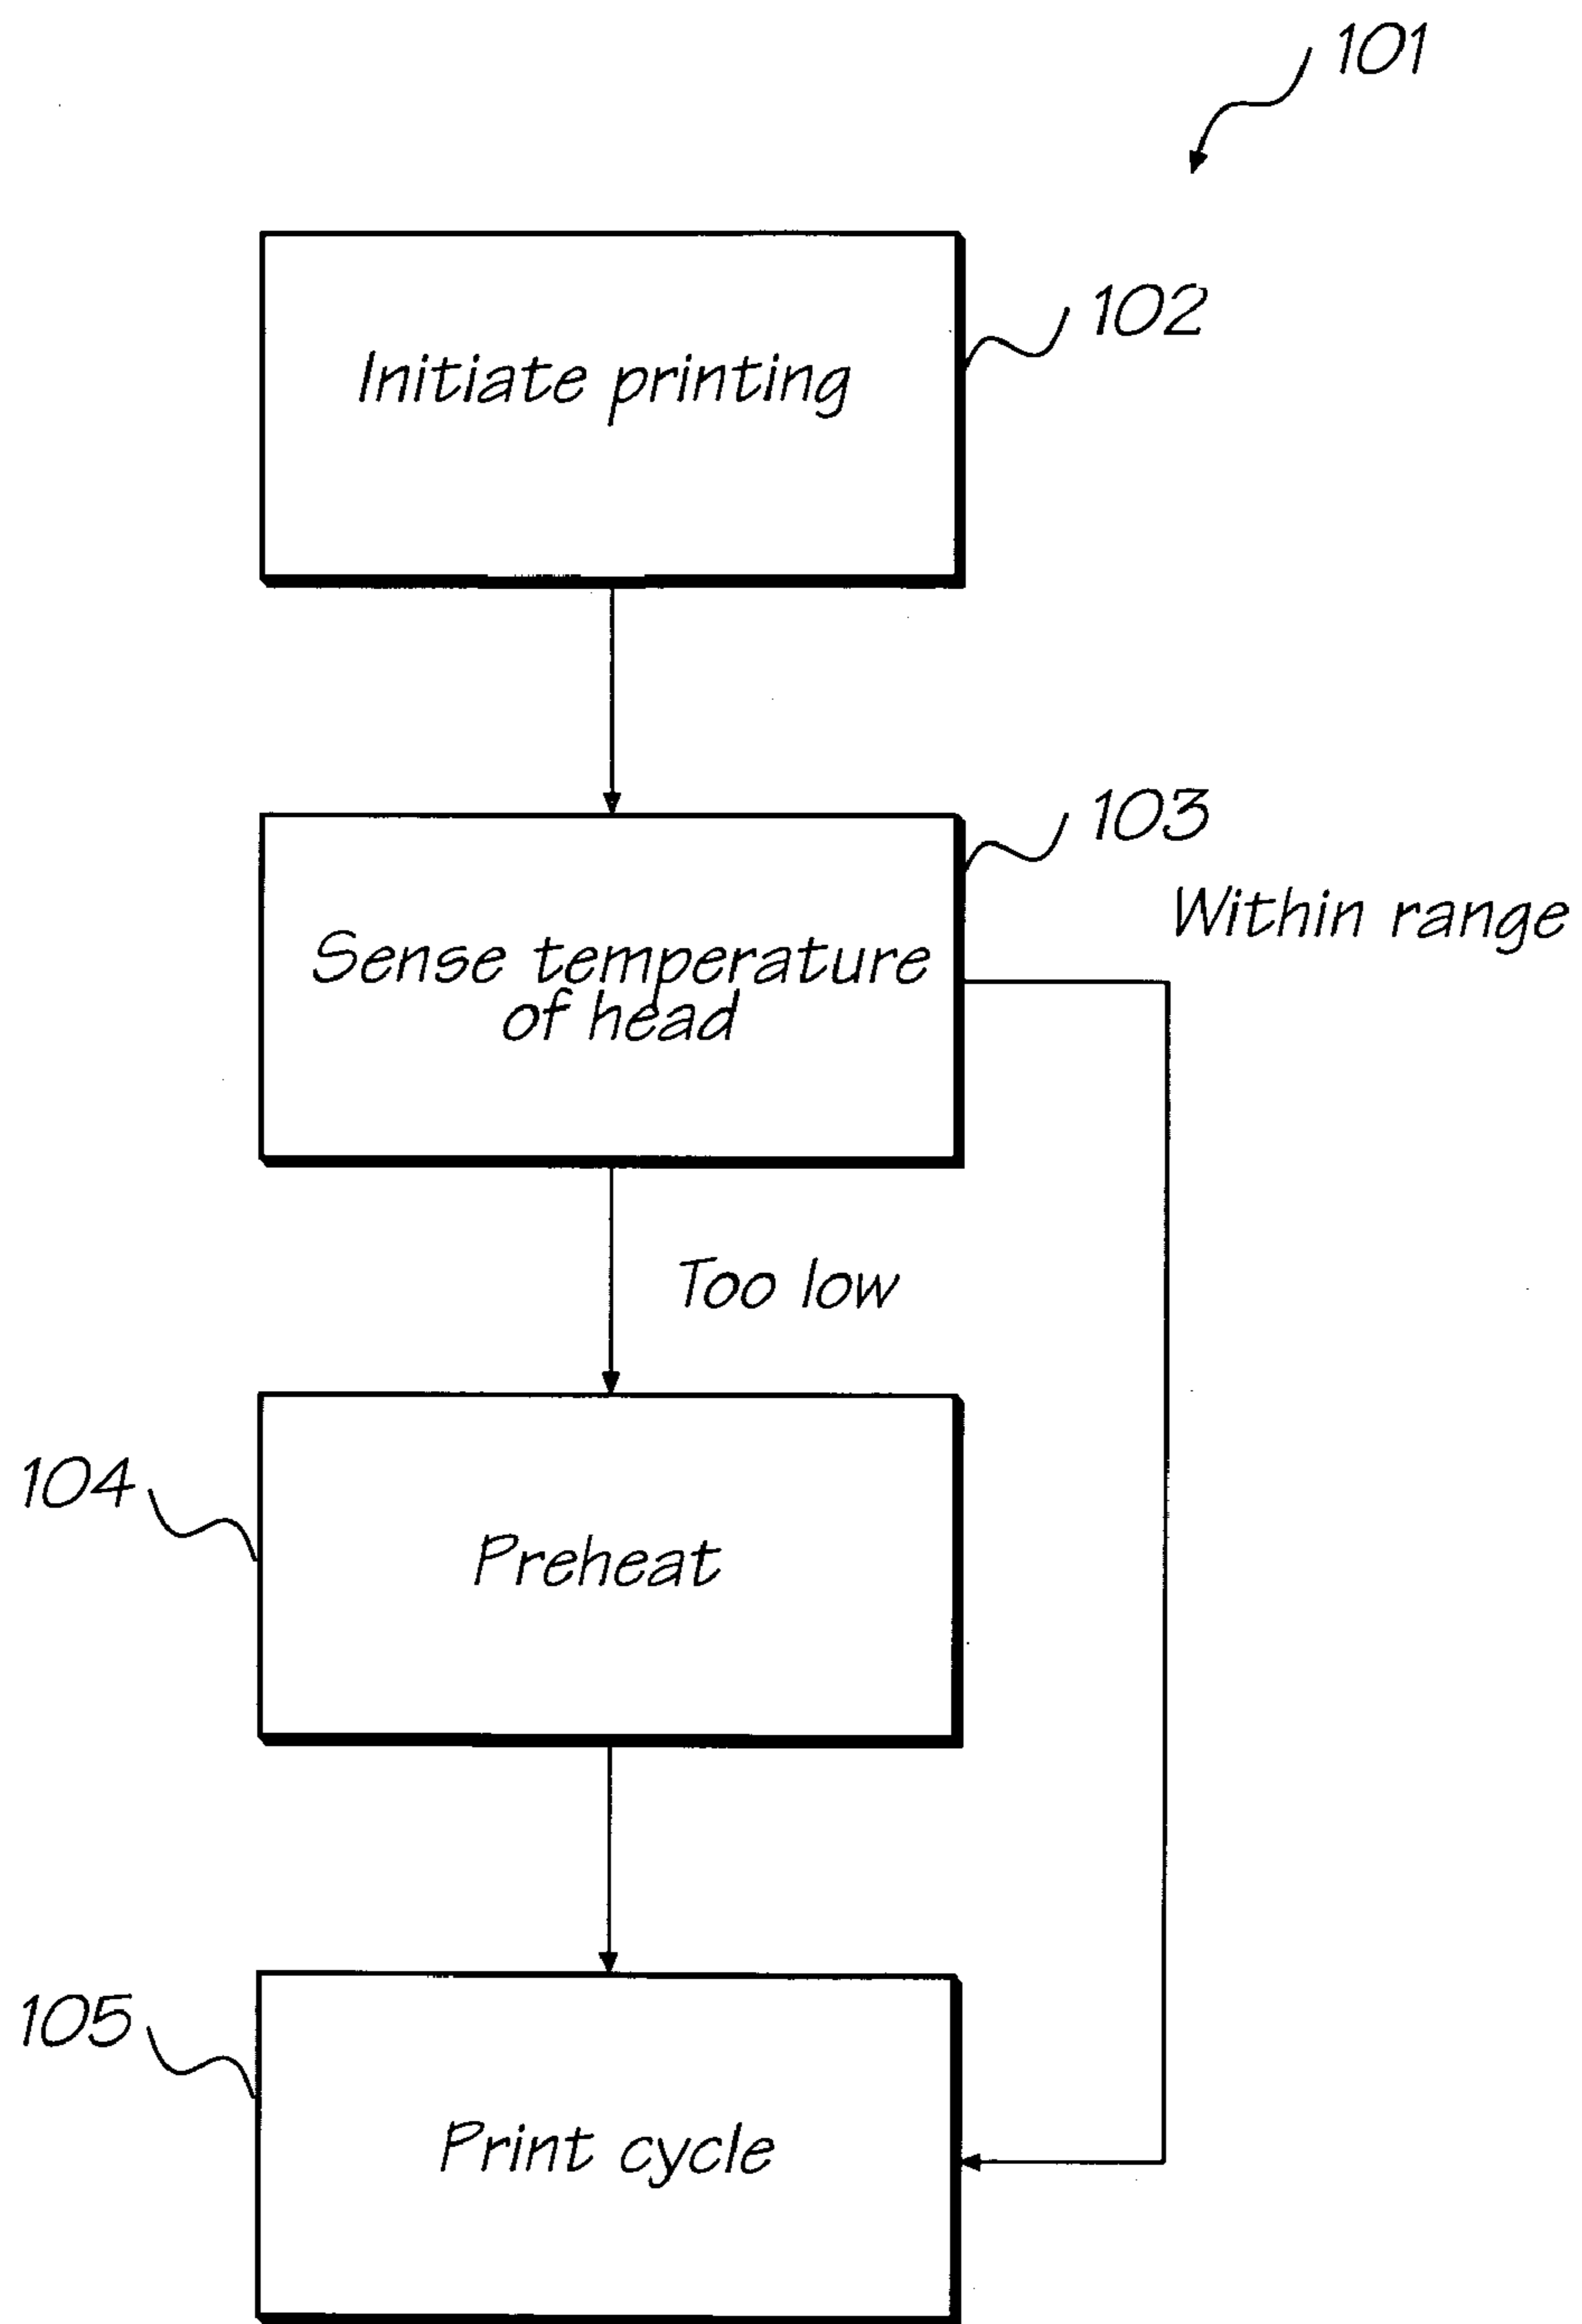 101
Initiate printing
102
103
Within range
Sense temperature
of head
Too low
104
Preheat
105
Print cycle